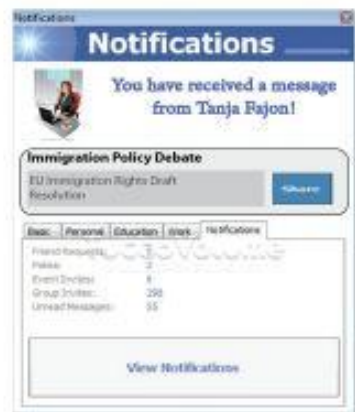 Notifications
Notifications
You have received a message
from Tanja Fajon!
Immigration Policy Debate
EU Immigration Rights Draft
Resolution
Share
Basic Personal Education Work Notifications
Friend Requests:
Pokes:
Event Invites:
Group Invites:
Unread Messages: 55
View Notifications